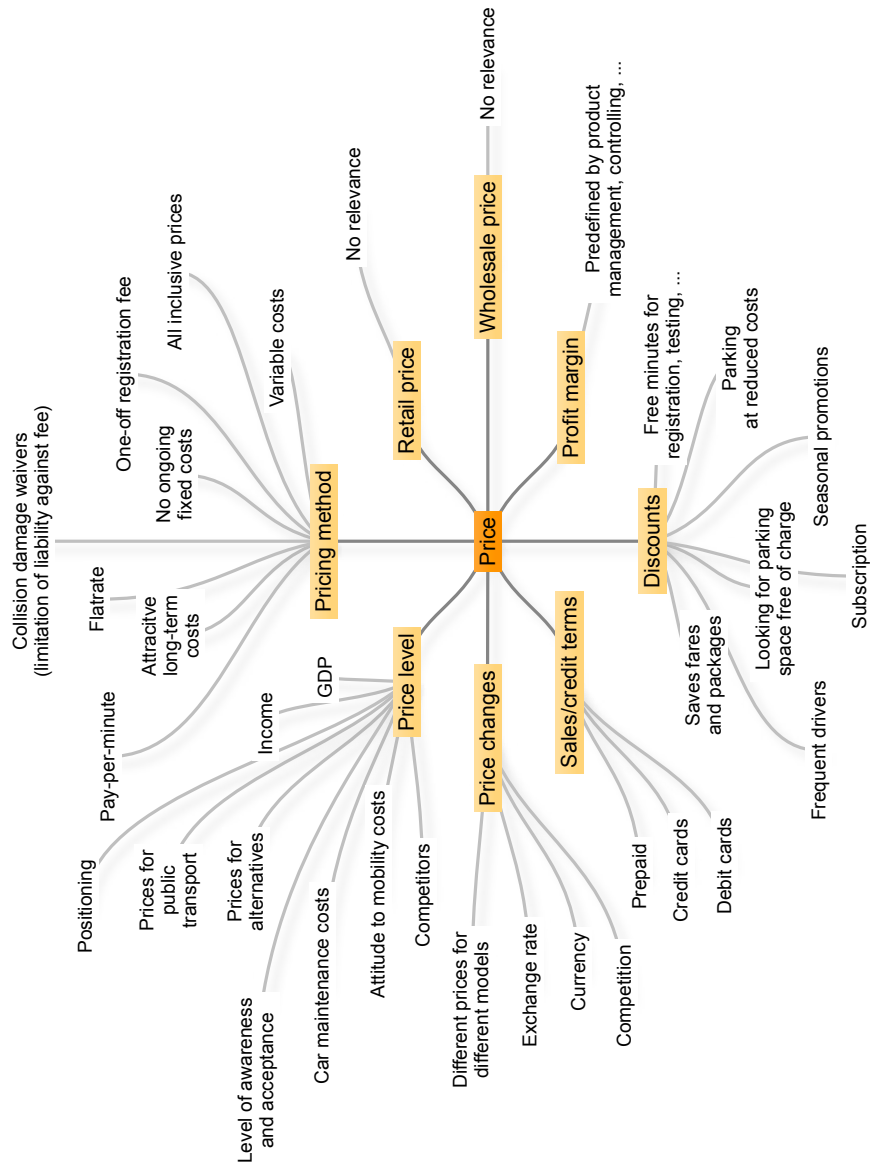 Collision damage waivers
(limitation of liability against fee)
Flatrate
Attracitve
long-term
costs
Pay-per-minute
No ongoing
fixed costs
One-off registration fee
All inclusive prices
Variable costs
Pricing method
Positioning
Prices for
public
transport
Prices for
alternatives
Income
GDP
Level of awareness
and acceptance
Car maintenance costs
Attitude to mobility costs
Competitors
Price level
Retail price
No relevance
Different prices for
different models
Exchange rate
Currency
Competition
Price changes
Price
Wholesale price
No relevance
Prepaid
Credit cards
Debit cards
Sales/credit terms
Profit margin
Predefined by product
management, controlling, ...
Discounts
Saves fares
and packages
Frequent drivers
Looking for parking
space free of charge
Subscription
Seasonal promotions
Parking
at reduced costs
Free minutes for
registration, testing, ...